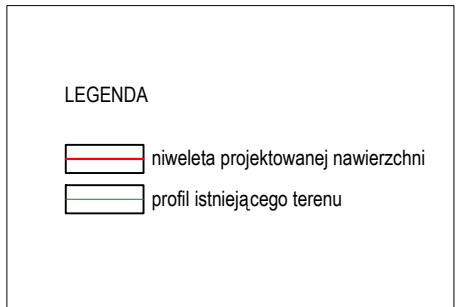 LEGENDA
niweleta projektowanej nawierzchni
profil istniejącego terenu